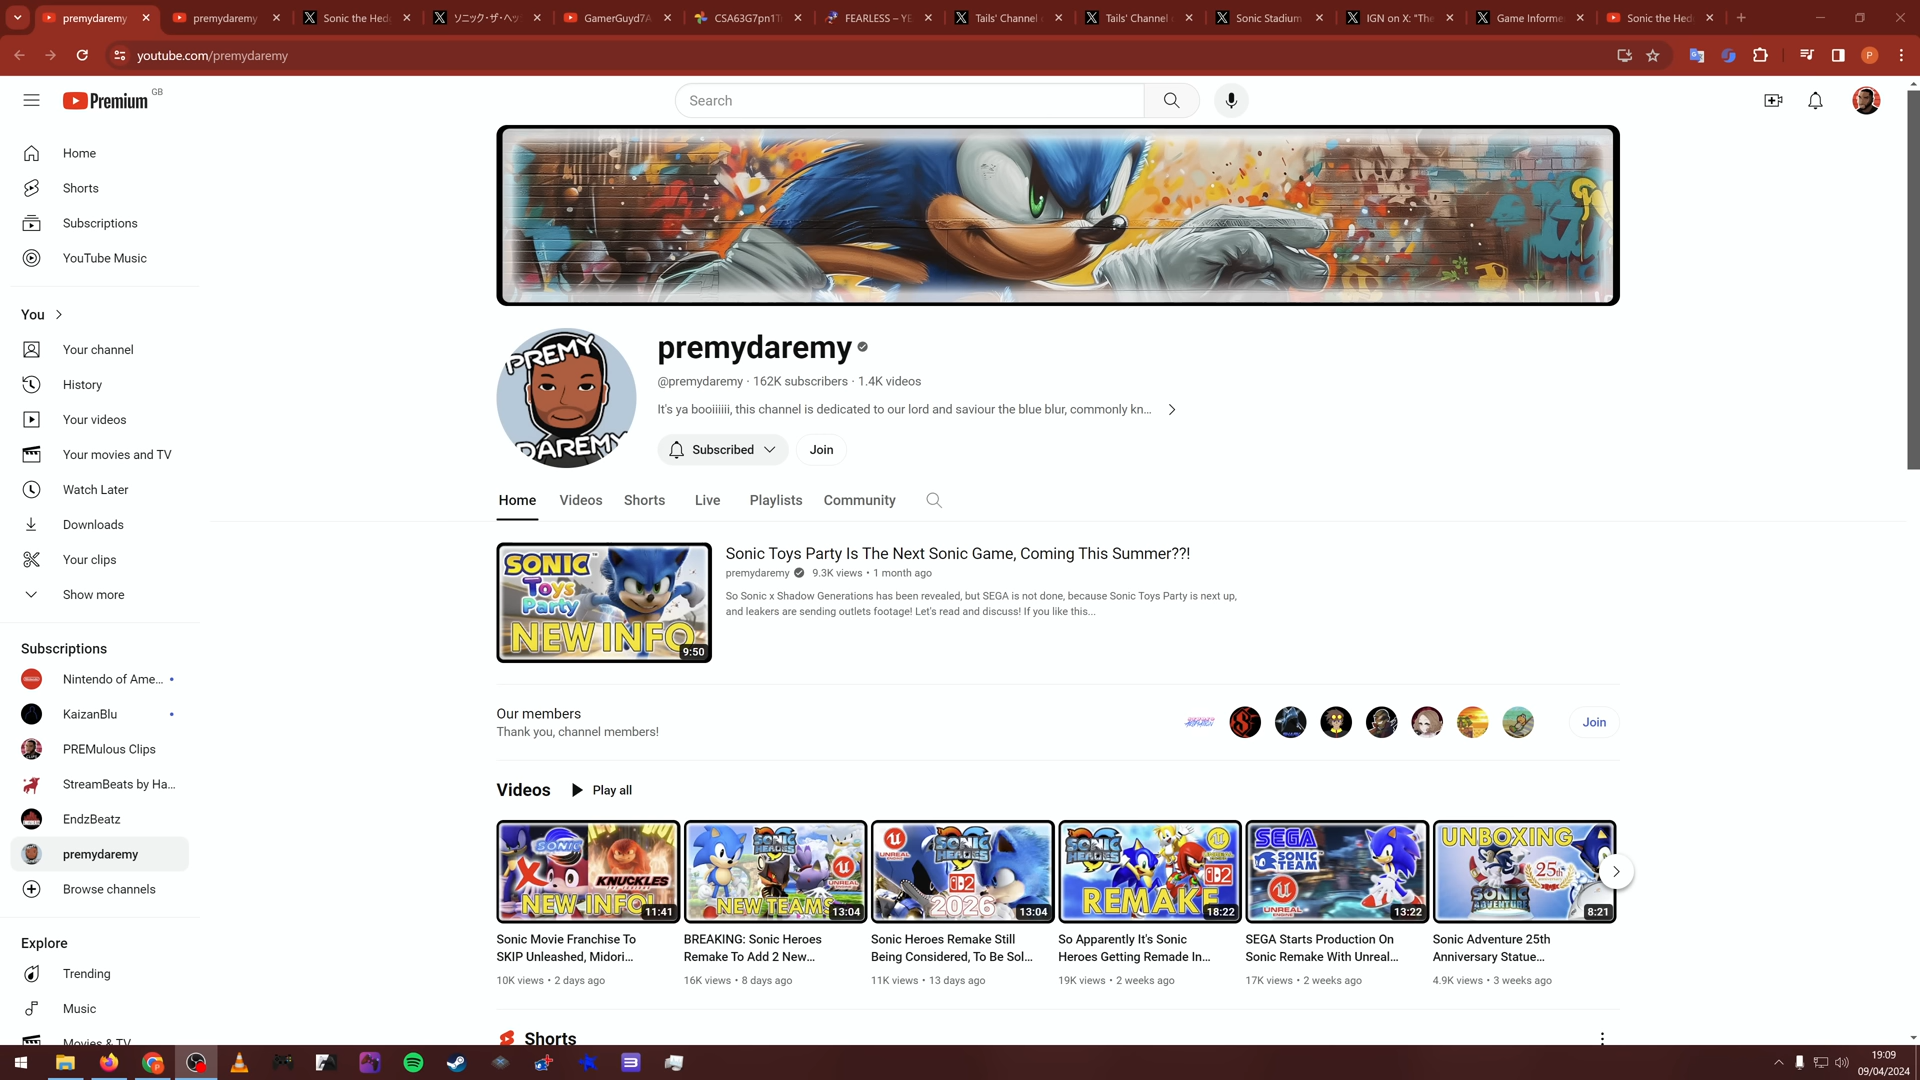 premydaremy
premydaremy
Sonic the Hed
ソニック・ザ・ヘッ
GamerGuyd7A
CSA63G7pn1T
FEARLESS – YE
Tails' Channel
Tails' Channel
Sonic Stadium
IGN on X: "The
Game Informe
Sonic the Hed
youtube.com/premydaremy
P
Premium
GB
Search
Home
Shorts
Subscriptions
YouTube Music
You
Your channel
History
Your videos
Your movies and TV
Watch Later
Downloads
Your clips
Show more
Subscriptions
Nintendo of Ame...
KaizanBlu
PREMulous Clips
StreamBeats by Ha...
EndzBeatz
premydaremy
Browse channels
Explore
Trending
Music
Movies & TV
PREMY
DAREMY
premydaremy
@premydaremy · 162K subscribers · 1.4K videos
It's ya booiiiiii, this channel is dedicated to our lord and saviour the blue blur, commonly kn...
Subscribed
Join
Home
Videos
Shorts
Live
Playlists
Community
SONIC
Toys
Party
NEW INFO
9:50
Sonic Toys Party Is The Next Sonic Game, Coming This Summer??!
premydaremy 9.3K views • 1 month ago
So Sonic x Shadow Generations has been revealed, but SEGA is not done, because Sonic Toys Party is next up,
and leakers are sending outlets footage! Let's read and discuss! If you like this...
Our members
Thank you, channel members!
Join
Videos
Play all
SONIC
KNUCKLES
NEW INFO!
11:41
Sonic Movie Franchise To
SKIP Unleashed, Midori...
10K views • 2 days ago
SONIC
HEROES
UNREAL
NEW TEAMS
13:04
BREAKING: Sonic Heroes
Remake To Add 2 New...
16K views • 8 days ago
UNREAL
SONIC
HEROES
2
2026
13:04
Sonic Heroes Remake Still
Being Considered, To Be Sol...
11K views • 13 days ago
SONIC
HEROES
2
REMAKE
18:22
So Apparently It's Sonic
Heroes Getting Remade In...
19K views • 2 weeks ago
SEGA
SONIC
TEAM
UNREAL
13:22
SEGA Starts Production On
Sonic Remake With Unreal...
17K views • 2 weeks ago
UNBOXING
25th
SONIC
ADVENTURE
8:21
Sonic Adventure 25th
Anniversary Statue...
4.9K views • 3 weeks ago
Shorts
19:09
09/04/2024